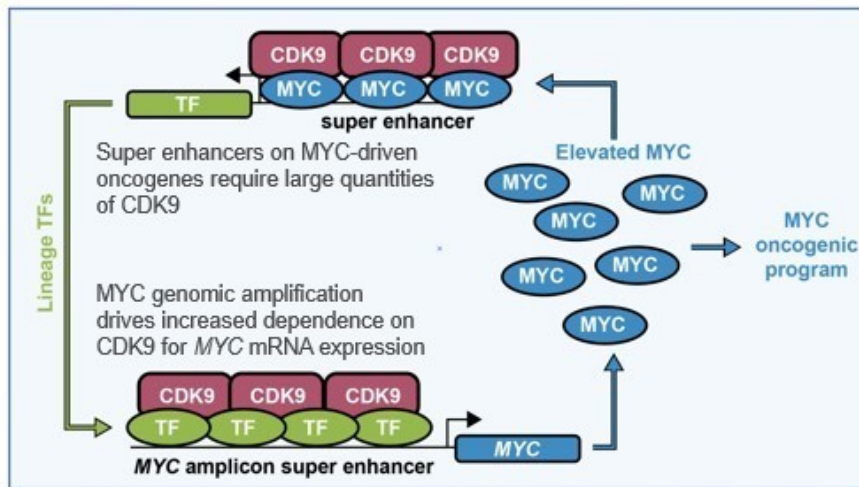 CDK9 CDK9 CDK9
MYC MYC MYC
TF
super enhancer
Super enhancers on MYC-driven
oncogenes require large quantities
of CDK9
Elevated MYC
MYC
MYC
MYC
MYC
MYC
MYC
MYC
oncogenic
program
Lineage TFs
MYC genomic amplification
drives increased dependence on
CDK9 for MYC mRNA expression
CDK9 CDK9 CDK9
TF TF TF TF
MYC
MYC amplicon super enhancer